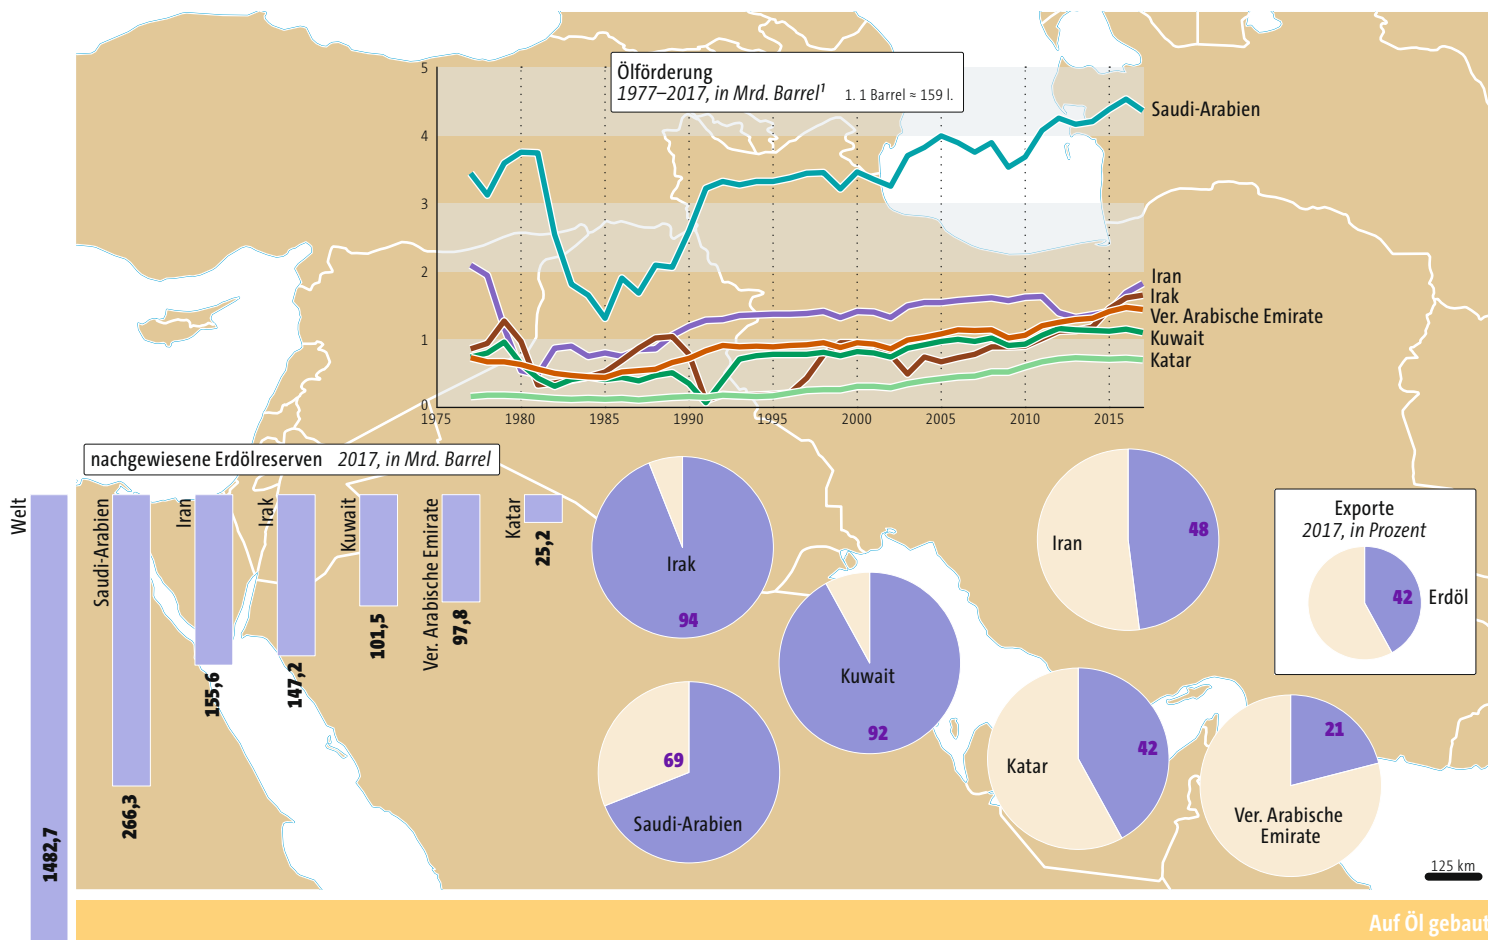 Ölförderung
1977–2017, in Mrd. Barrel¹ 1. 1 Barrel ≈ 159 l.
5
4
3
2
1
0
1975 1980 1985 1990 1995 2000 2005 2010 2015
Saudi-Arabien
Iran
Irak
Ver. Arabische Emirate
Kuwait
Katar
nachgewiesene Erdölreserven 2017, in Mrd. Barrel
Welt
1482,7
Saudi-Arabien
266,3
Iran
155,6
Irak
147,2
Kuwait
101,5
Ver. Arabische Emirate
97,8
Katar
25,2
Irak
94
Kuwait
92
Saudi-Arabien
69
Iran
48
Katar
42
Ver. Arabische
Emirate
21
Exporte
2017, in Prozent
42 Erdöl
125 km
Auf Öl gebaut